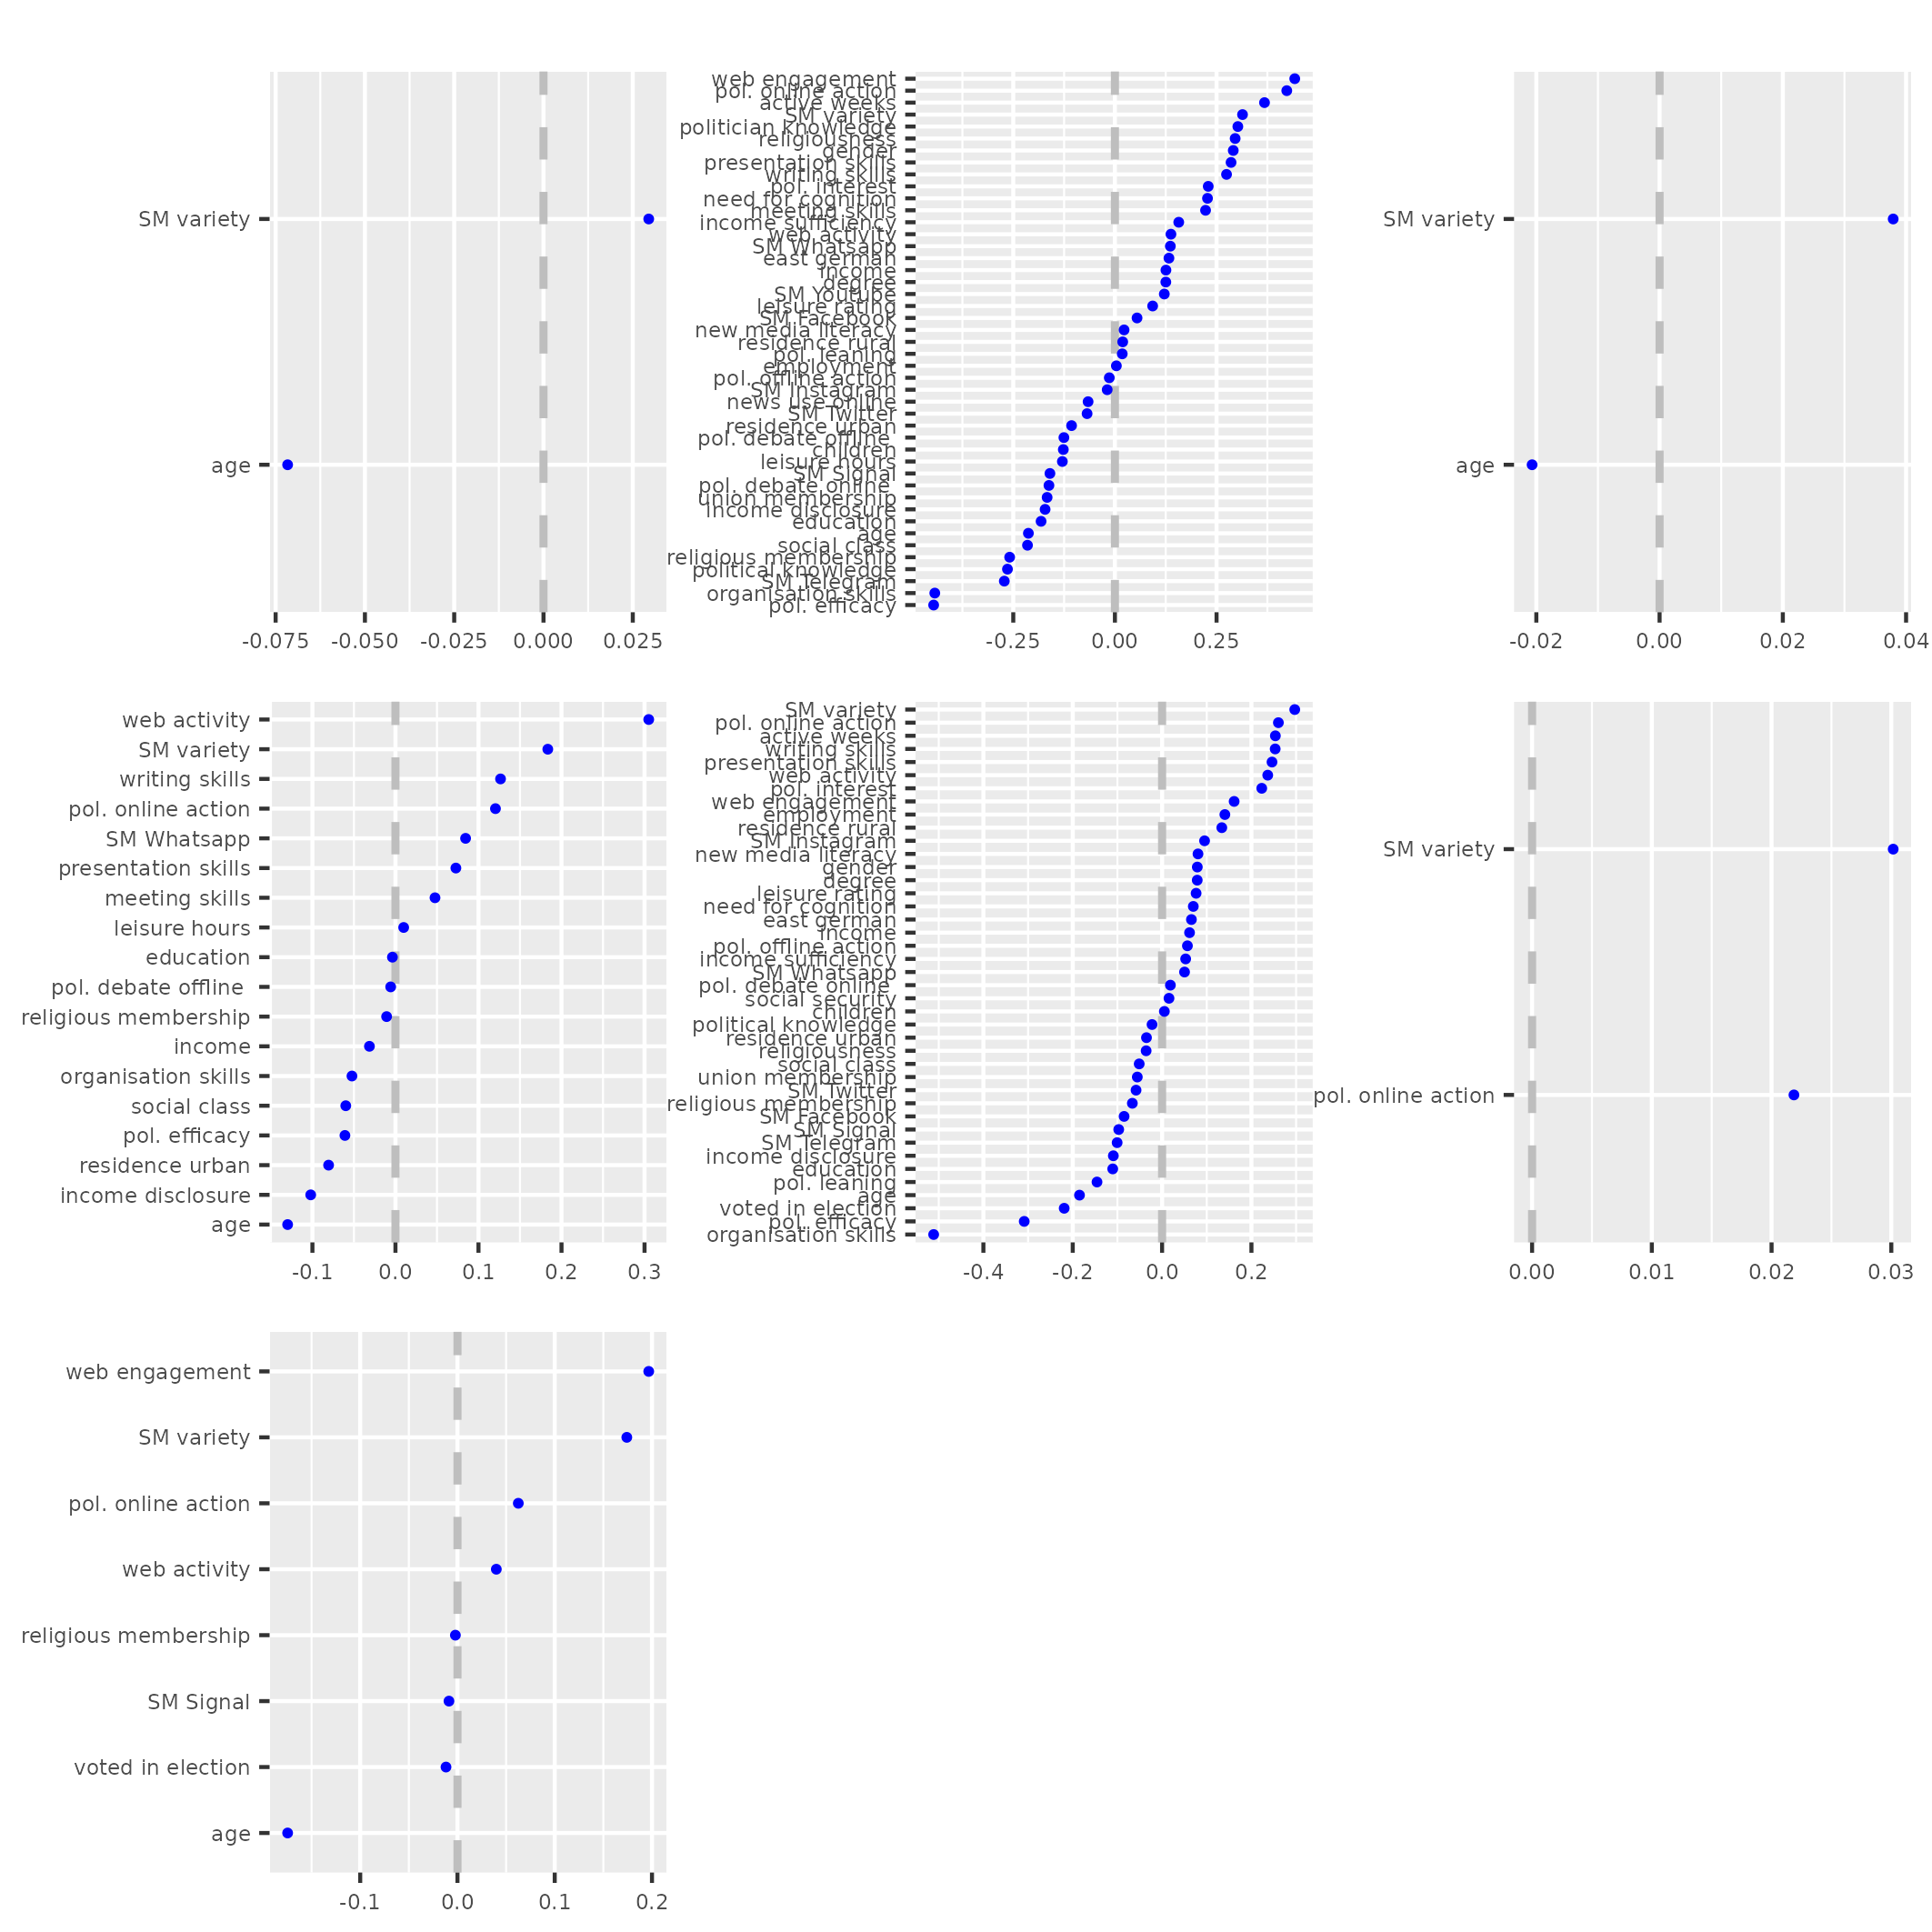 SM variety
age
-0.075 -0.050 -0.025 0.000 0.025
web engagement
pol. online action
active weeks
SM variety
politician knowledge
religiousness
gender
presentation skills
writing skills
pol. interest
need for cognition
meeting skills
income sufficiency
web activity
SM Whatsapp
east german
income
degree
SM Youtube
leisure rating
SM Facebook
new media literacy
residence rural
pol. leaning
employment
pol. offline action
SM Instagram
news use online
SM Twitter
residence urban
pol. debate offline
children
leisure hours
SM Signal
pol. debate online
union membership
income disclosure
education
age
social class
religious membership
political knowledge
SM Telegram
organisation skills
pol. efficacy
-0.25 0.00 0.25
SM variety
age
-0.02 0.00 0.02 0.04
web activity
SM variety
writing skills
pol. online action
SM Whatsapp
presentation skills
meeting skills
leisure hours
education
pol. debate offline
religious membership
income
organisation skills
social class
pol. efficacy
residence urban
income disclosure
age
-0.1 0.0 0.1 0.2 0.3
SM variety
pol. online action
active weeks
writing skills
presentation skills
web activity
pol. interest
web engagement
employment
residence rural
SM Instagram
new media literacy
gender
degree
leisure rating
need for cognition
east german
income
pol. offline action
income sufficiency
SM Whatsapp
pol. debate online
social security
children
political knowledge
residence urban
religiousness
social class
union membership
SM Twitter
religious membership
SM Facebook
SM Signal
SM Telegram
income disclosure
education
pol. leaning
age
voted in election
pol. efficacy
organisation skills
-0.4 -0.2 0.0 0.2
SM variety
pol. online action
0.00 0.01 0.02 0.03
web engagement
SM variety
pol. online action
web activity
religious membership
SM Signal
voted in election
age
-0.1 0.0 0.1 0.2